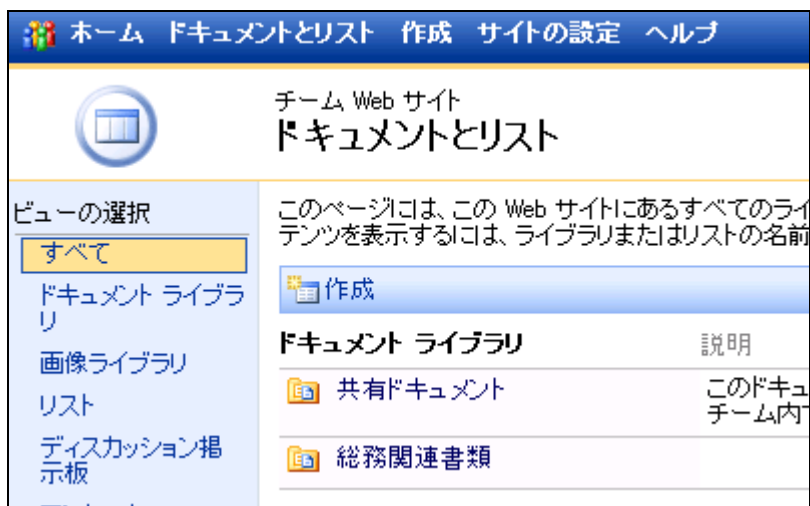 ホーム ドキュメントとリスト 作成 サイトの設定 ヘルプ
チーム Web サイト
ドキュメントとリスト
ビューの選択
すべて
ドキュメント ライブラ
リ
画像ライブラリ
リスト
ディスカッション掲
示板
このページには、この Web サイトにあるすべてのライ
テンツを表示するには、ライブラリまたはリストの名前
作成
ドキュメント ライブラリ 説明
共有ドキュメント このドキュ
チーム内
総務関連書類